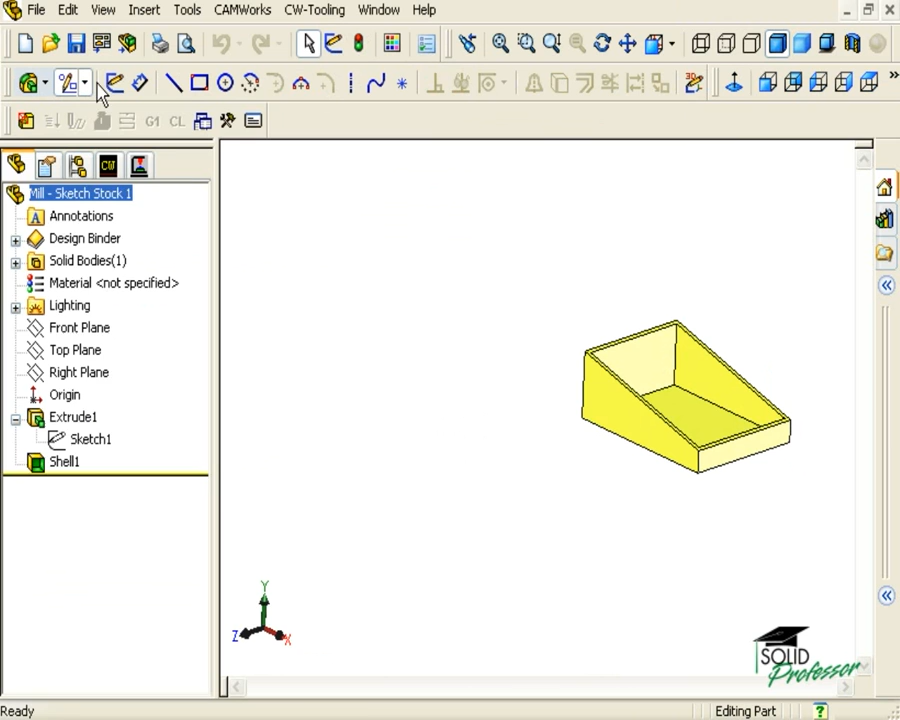 File Edit View Insert Tools CAMWorks CW-Tooling Window Help
3D
G1 CL
CW
Mill - Sketch Stock 1
A Annotations
Design Binder
Solid Bodies(1)
Material <not specified>
Lighting
Front Plane
Top Plane
Right Plane
Origin
Extrude1
Sketch1
Shell1
Y
Z X
SOLID
Professor
Ready Editing Part ?